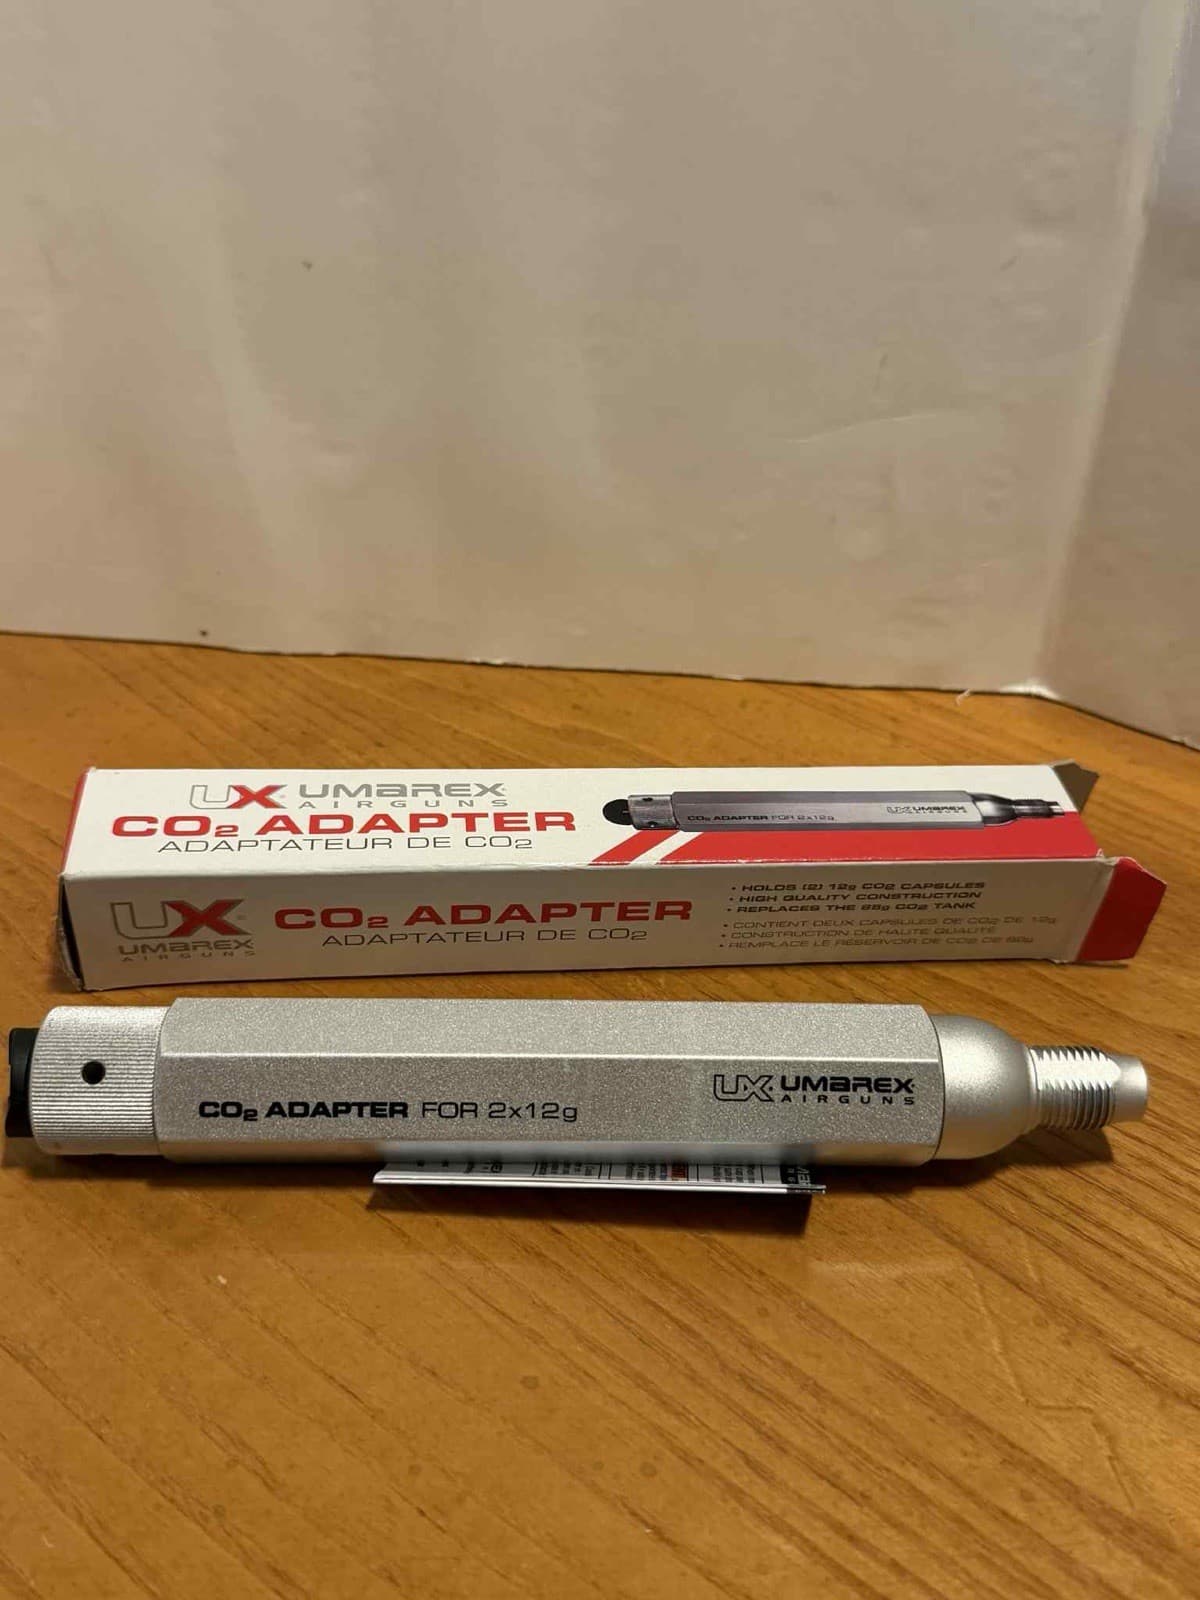 UX UMAREX
AIRGUNS
CO2 ADAPTER
ADAPTATEUR DE CO2
CO2 ADAPTER FOR 2x12g
UX UMAREX
AIRGUNS
UX
UMAREX
AIRGUNS
CO2 ADAPTER
ADAPTATEUR DE CO2
• HOLDS (2) 12g CO2 CAPSULES
• HIGH QUALITY CONSTRUCTION
• REPLACES THE 88g CO2 TANK
• CONTIENT DEUX CAPSULES DE CO2 DE 12g
• CONSTRUCTION DE HAUTE QUALITÉ
• REMPLACE LE RÉSERVOIR DE CO2 DE 88g
CO2 ADAPTER FOR 2x12g
UX UMAREX
AIRGUNS